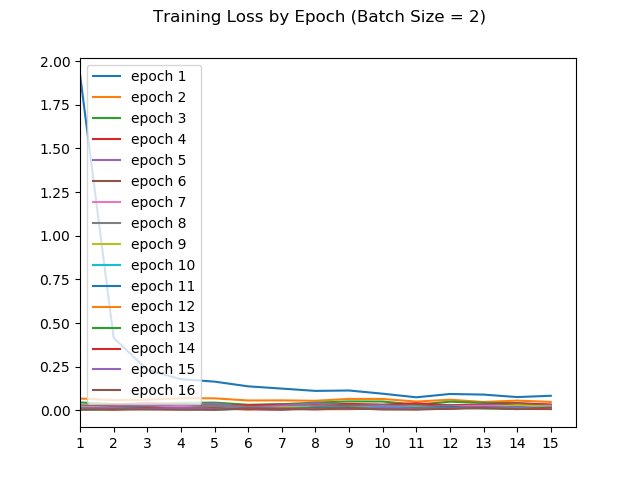 Training Loss by Epoch (Batch Size = 2)
2.00
1.75
1.50
1.25
1.00
0.75
0.50
0.25
0.00
epoch 1
epoch 2
epoch 3
epoch 4
epoch 5
epoch 6
epoch 7
epoch 8
epoch 9
epoch 10
epoch 11
epoch 12
epoch 13
epoch 14
epoch 15
epoch 16
1 2 3 4 5 6 7 8 9 10 11 12 13 14 15